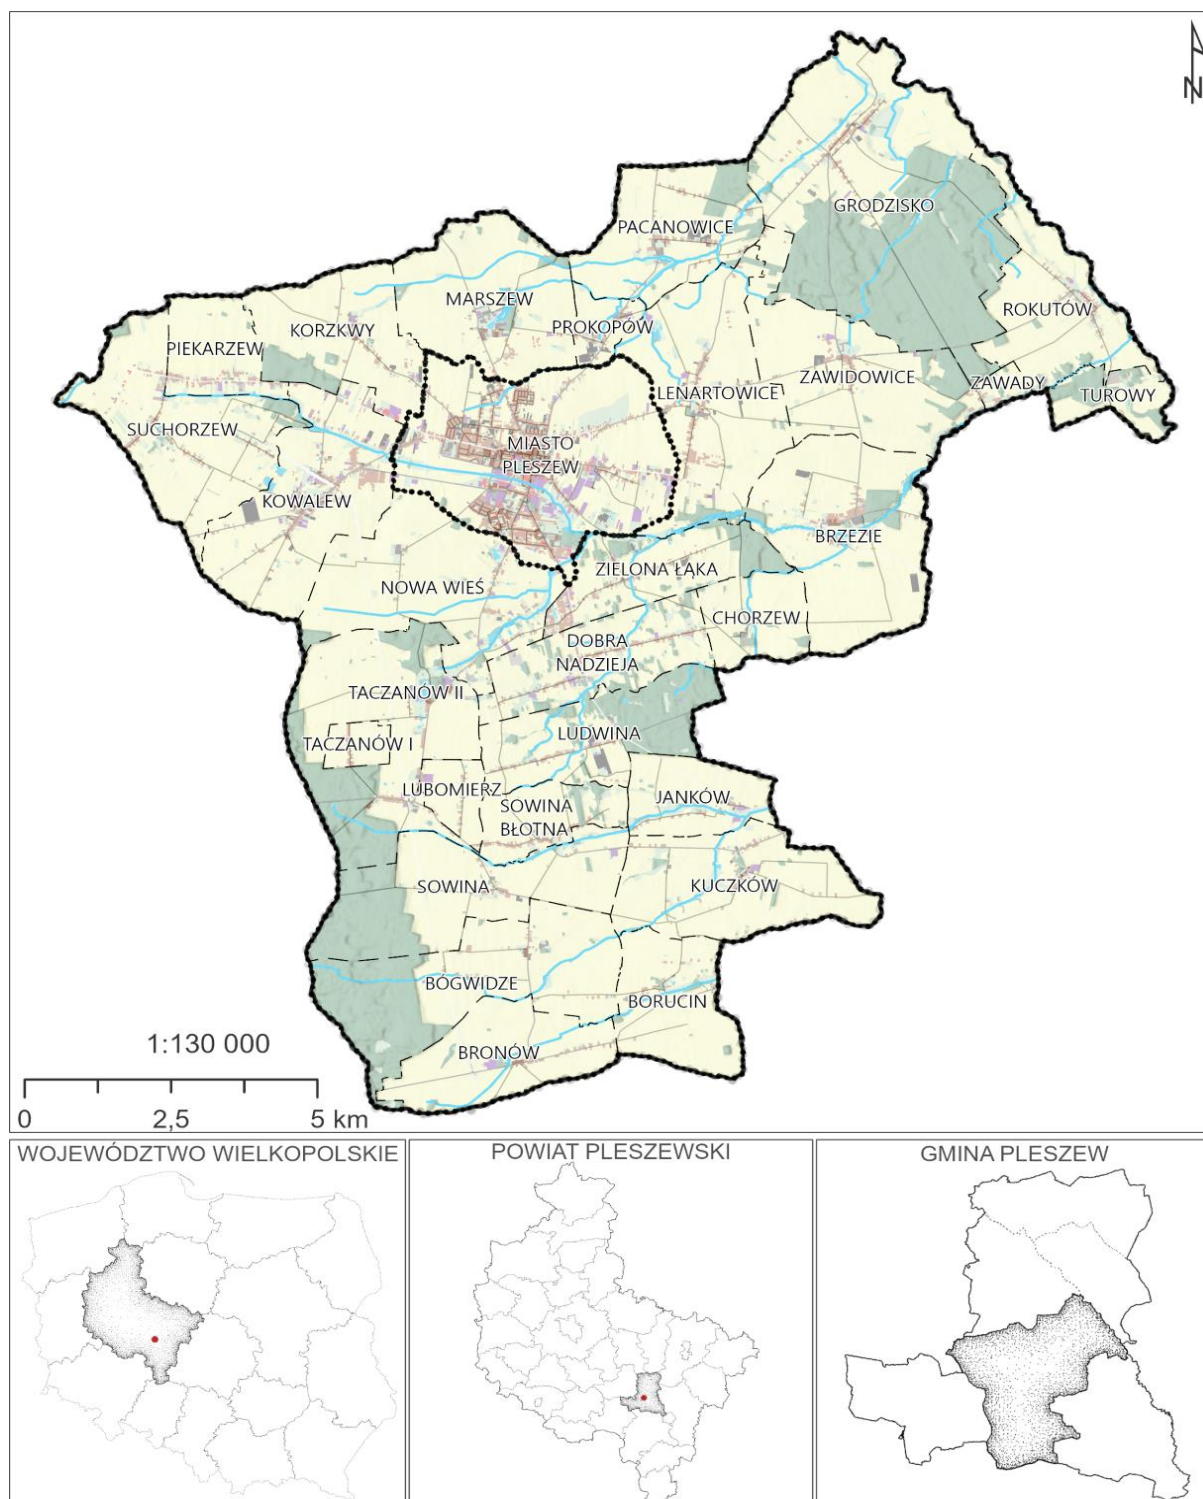 N
GRODZISKO
PACANOWICE
MARSZEW
ROKUTÓW
KORZKWY
PROKOPÓW
PIEKARZEW
ZAWIDOWICE
ZAWADY
LENARTOWICE
TUROWY
SUCHORZEW
MIASTO
PLESZEW
KOWALEW
BRZEZIE
ZIELONA ŁĄKA
NOWA WIEŚ
CHORZEW
DOBRA
NADZIEJA
TACZANÓW II
LUDWINA
TACZANÓW I
LUBOMIERZ
JANKÓW
SOWINA
BŁOTNA
SOWINA
KUCZKÓW
BÓGWIDZE
BORUCIN
BRONÓW
1:130 000
0 2,5 5 km
WOJEWÓDZTWO WIELKOPOLSKIE
POWIAT PLESZEWSKI
GMINA PLESZEW